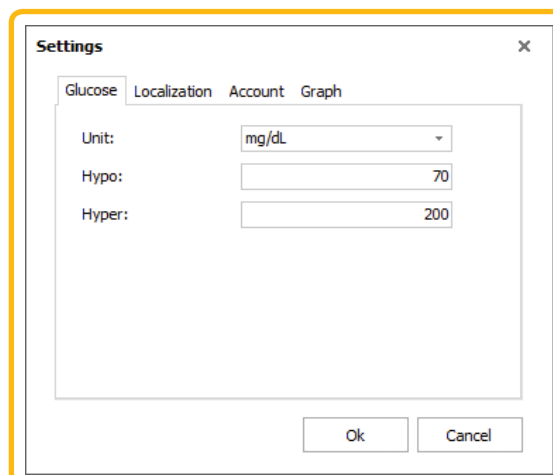 Settings
Glucose Localization Account Graph
Unit: mg/dL
Hypo: 70
Hyper: 200
Ok Cancel